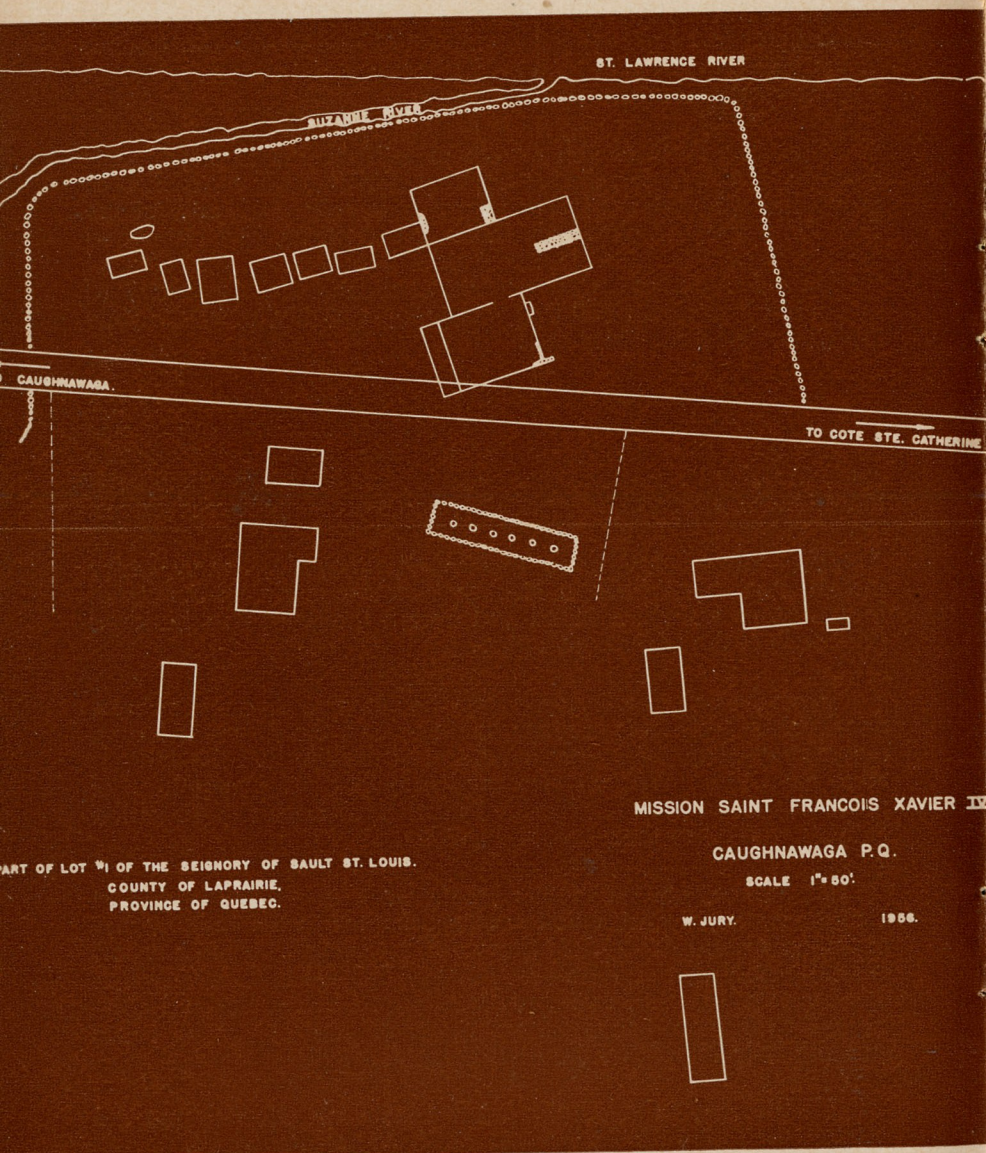 ST. LAWRENCE RIVER
SUZANNE RIVER
CAUGHNAWAGA.
TO COTE STE. CATHERINE
MISSION SAINT FRANCOIS XAVIER IV
CAUGHNAWAGA P.Q.
SCALE 1"=50'.
PART OF LOT #1 OF THE SEIGNORY OF SAULT ST. LOUIS.
COUNTY OF LAPRAIRIE,
PROVINCE OF QUEBEC.
W. JURY. 1956.